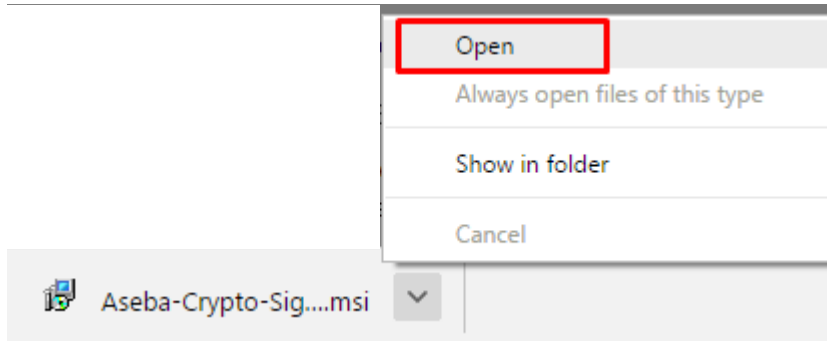 Open
Always open files of this type
Show in folder
Cancel
Aseba-Crypto-Sig....msi